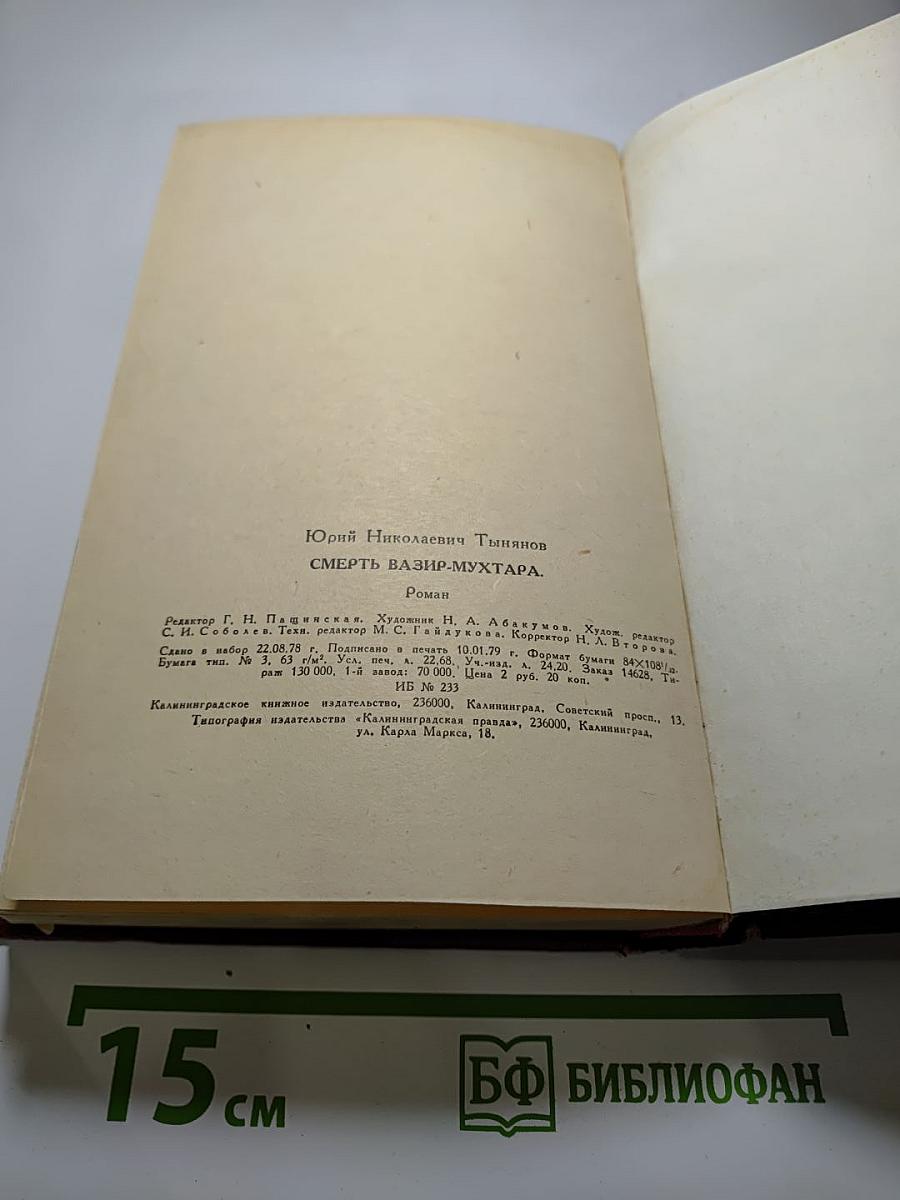 Юрий Николаевич Тынянов
СМЕРТЬ ВАЗИР-МУХТАРА.
Роман
Редактор Г. Н. Пащинская. Художник Н. А. Абакумов. Худож. редактор
С. И. Соболев. Техн. редактор М. С. Гайдукова. Корректор Н. Л. Второва.
Сдано в набор 22.08.78 г. Подписано в печать 10.01.79 г. Формат бумаги 84×108¹/₃₂.
Бумага тип. № 3, 63 г/м². Усл. печ. л. 22,68. Уч.-изд. л. 24,20. Заказ 14628. Ти-
раж 130 000, 1-й завод: 70 000. Цена 2 руб. 20 коп.
ИБ № 233
Калининградское книжное издательство, 236000, Калининград, Советский просп., 13.
Типография издательства «Калининградская правда», 236000, Калининград,
ул. Карла Маркса, 18.
15 см
БФ БИБЛИОФАН